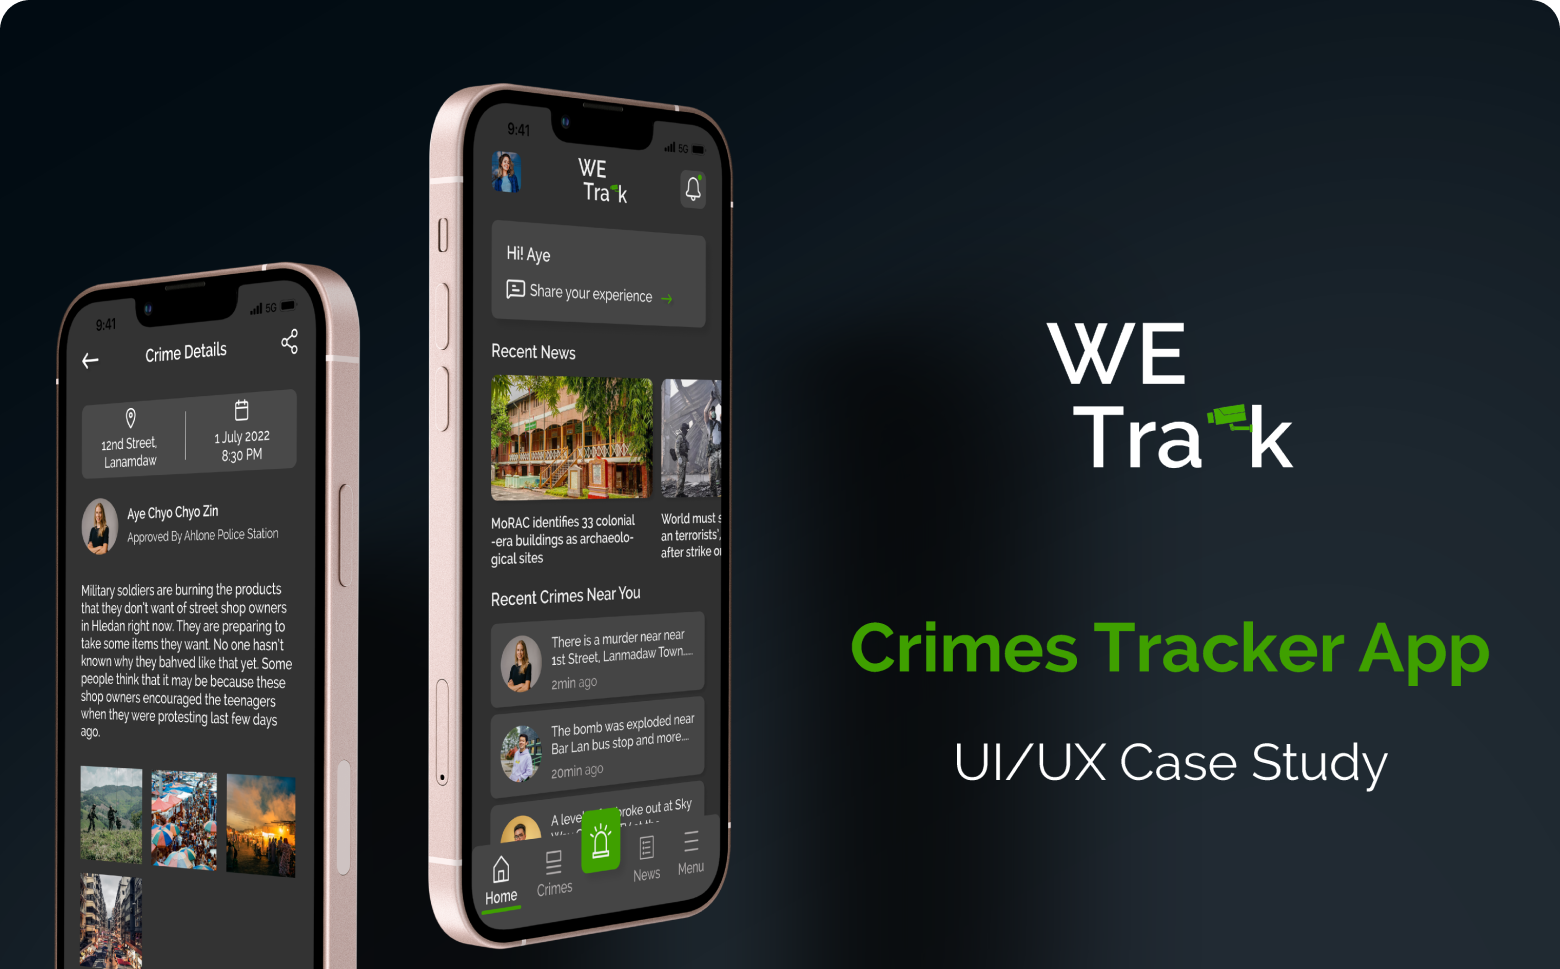 9:41
5G
Crime Details
12nd Street,
Lanamdaw
1 July 2022
8:30 PM
Aye Chyo Chyo Zin
Approved By Ahlone Police Station
Military soldiers are burning the products
that they don't want of street shop owners
in Hledan right now. They are preparing to
take some items they want. No one hasn't
known why they bahved like that yet. Some
people think that it may be because these
shop owners encouraged the teenagers
when they were protesting last few days
ago.
9:41
5G
WE
Tra k
Hi! Aye
Share your experience
Recent News
MoRAC identifies 33 colonial
-era buildings as archaeolo-
gical sites
World must s
an terrorists',
after strike o
Recent Crimes Near You
There is a murder near near
1st Street, Lanmadaw Town....
2min ago
The bomb was exploded near
Bar Lan bus stop and more....
20min ago
A leve broke out at Sky
Home
Crimes
News
Menu
WE
Tra k
Crimes Tracker App
UI/UX Case Study